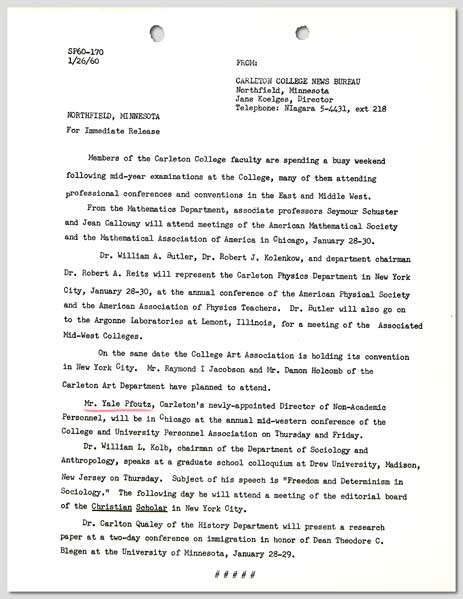 SP60-170
1/26/60
FROM:
CARLETON COLLEGE NEWS BUREAU
Northfield, Minnesota
Jane Koelges, Director
Telephone: NIagara 5-4431, ext 218
NORTHFIELD, MINNESOTA
For Immediate Release
Members of the Carleton College faculty are spending a busy weekend
following mid-year examinations at the College, many of them attending
professional conferences and conventions in the East and Middle West.
From the Mathematics Department, associate professors Seymour Schuster
and Jean Calloway will attend meetings of the American Mathematical Society
and the Mathematical Association of America in Chicago, January 28-30.
Dr. William A. Butler, Dr. Robert J. Kolenkow, and department chairman
Dr. Robert A. Reitz will represent the Carleton Physics Department in New York
City, January 28-30, at the annual conference of the American Physical Society
and the American Association of Physics Teachers. Dr. Butler will also go on
to the Argonne Laboratories at Lemont, Illinois, for a meeting of the Associated
Mid-West Colleges.
On the same date the College Art Association is holding its convention
in New York City. Mr. Raymond I Jacobson and Mr. Damon Holcomb of the
Carleton Art Department have planned to attend.
Mr. Yale Pfoutz, Carleton's newly-appointed Director of Non-Academic
Personnel, will be in Chicago at the annual mid-western conference of the
College and University Personnel Association on Thursday and Friday.
Dr. William L. Kolb, chairman of the Department of Sociology and
Anthropology, speaks at a graduate school colloquium at Drew University, Madison,
New Jersey on Thursday. Subject of his speech is "Freedom and Determinism in
Sociology." The following day he will attend a meeting of the editorial board
of the Christian Scholar in New York City.
Dr. Carlton Qualey of the History Department will present a research
paper at a two-day conference on immigration in honor of Dean Theodore C.
Blegen at the University of Minnesota, January 28-29.
# # # # #